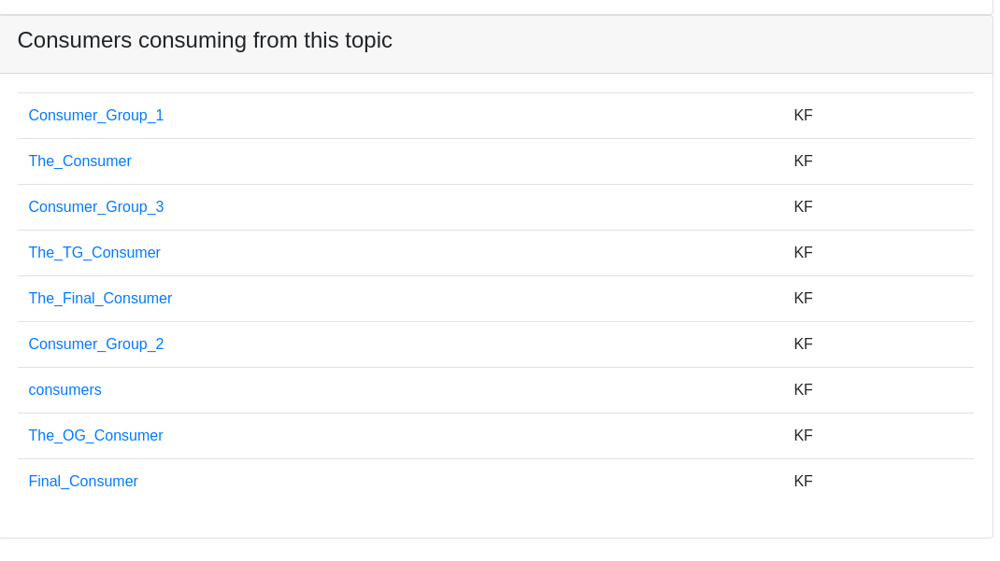 Consumers consuming from this topic
Consumer_Group_1 KF
The_Consumer KF
Consumer_Group_3 KF
The_TG_Consumer KF
The_Final_Consumer KF
Consumer_Group_2 KF
consumers KF
The_OG_Consumer KF
Final_Consumer KF